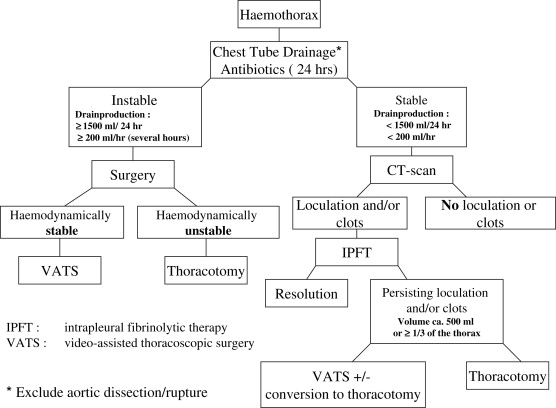 Haemothorax
Chest Tube Drainage*
Antibiotics ( 24 hrs)
Instable
Drainproduction :
≥ 1500 ml/ 24 hr
≥ 200 ml/hr (several hours)
Stable
Drainproduction :
< 1500 ml/24 hr
< 200 ml/hr
Surgery
CT-scan
Haemodynamically
stable
Haemodynamically
unstable
Loculation and/or
clots
No loculation or
clots
VATS
Thoracotomy
IPFT
Resolution
Persisting loculation
and/or clots
Volume ca. 500 ml
or ≥ 1/3 of the thorax
VATS +/-
conversion to thoracotomy
Thoracotomy
IPFT : intrapleural fibrinolytic therapy
VATS : video-assisted thoracoscopic surgery
* Exclude aortic dissection/rupture